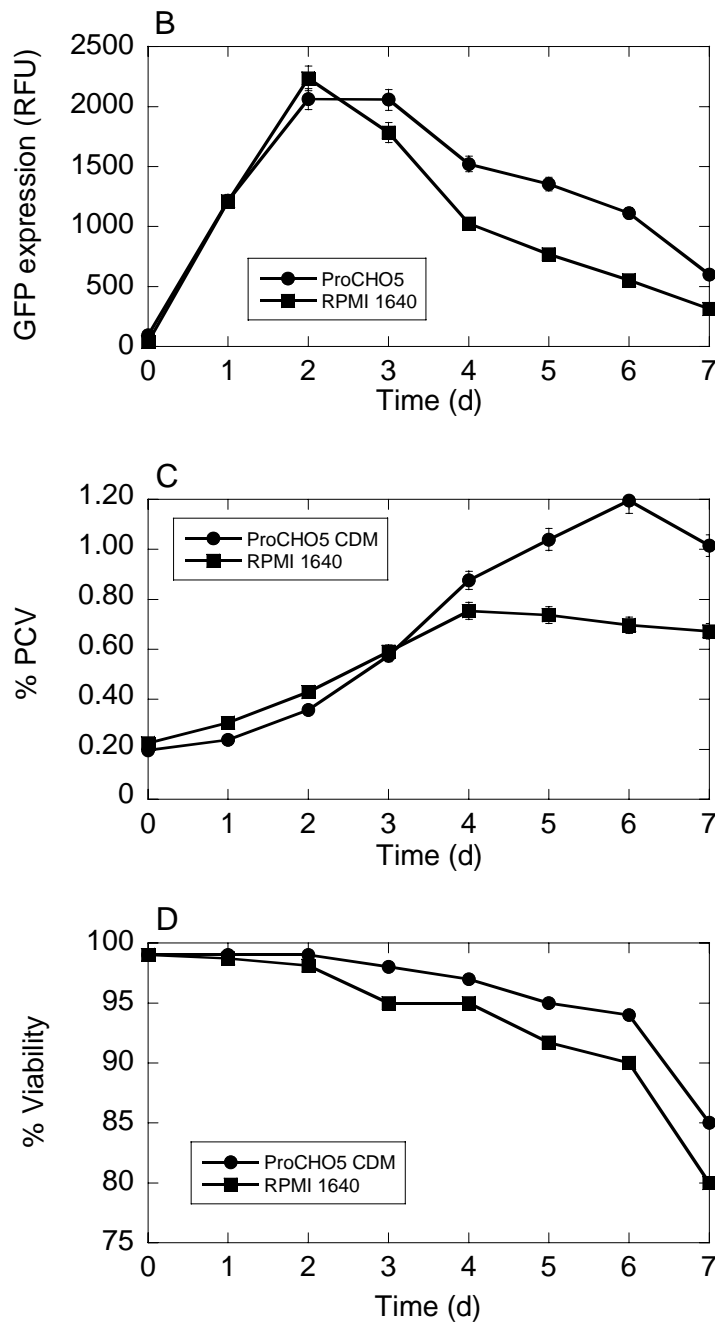 B
GFP expression (RFU)
2500
2000
1500
1000
500
0
ProCHO5
RPMI 1640
0 1 2 3 4 5 6 7
Time (d)
C
% PCV
1.20
1.00
0.80
0.60
0.40
0.20
0
ProCHO5 CDM
RPMI 1640
0 1 2 3 4 5 6 7
Time (d)
D
% Viability
100
95
90
85
80
75
ProCHO5 CDM
RPMI 1640
0 1 2 3 4 5 6 7
Time (d)